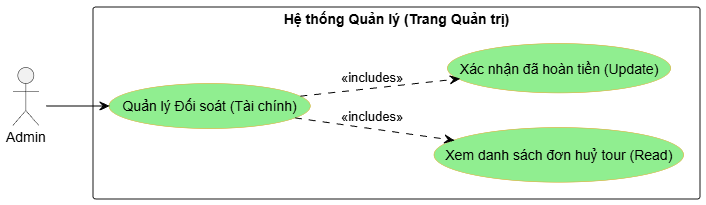 Hệ thống Quản lý (Trang Quản trị)
Xác nhận đã hoàn tiền (Update)
«includes»
Quản lý Đối soát (Tài chính)
«includes»
Admin
Xem danh sách đơn huỷ tour (Read)